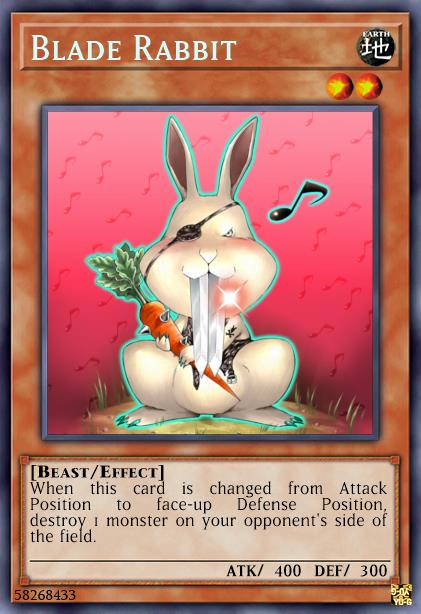 BLADE RABBIT
EARTH
地
[BEAST/EFFECT]
When this card is changed from Attack
Position to face-up Defense Position,
destroy 1 monster on your opponent's side of
the field.
ATK/ 400 DEF/ 300
58268433